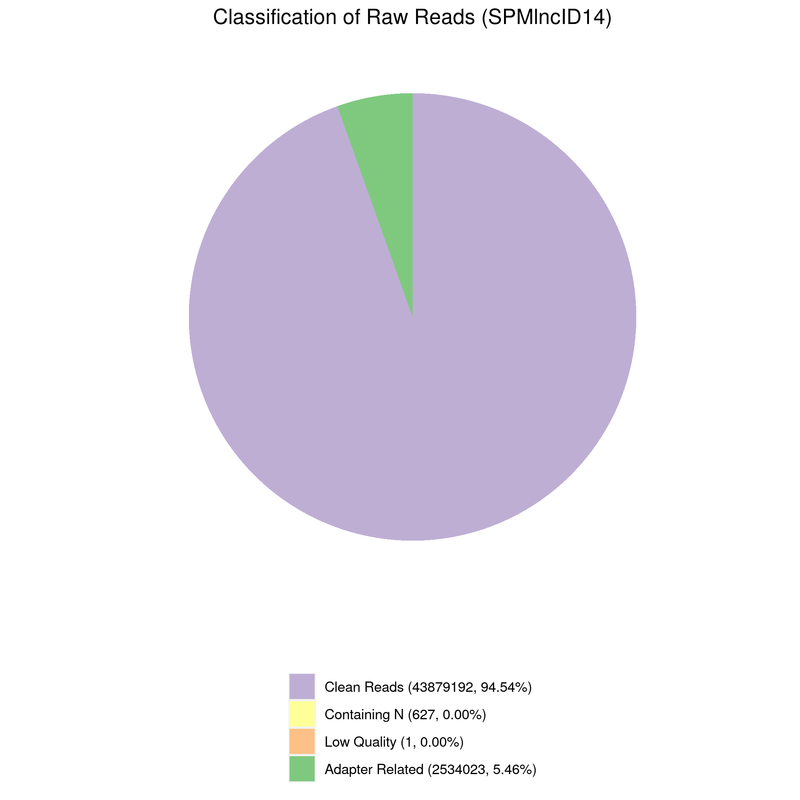 Classification of Raw Reads (SPMlncID14)
Clean Reads (43879192, 94.54%)
Containing N (627, 0.00%)
Low Quality (1, 0.00%)
Adapter Related (2534023, 5.46%)